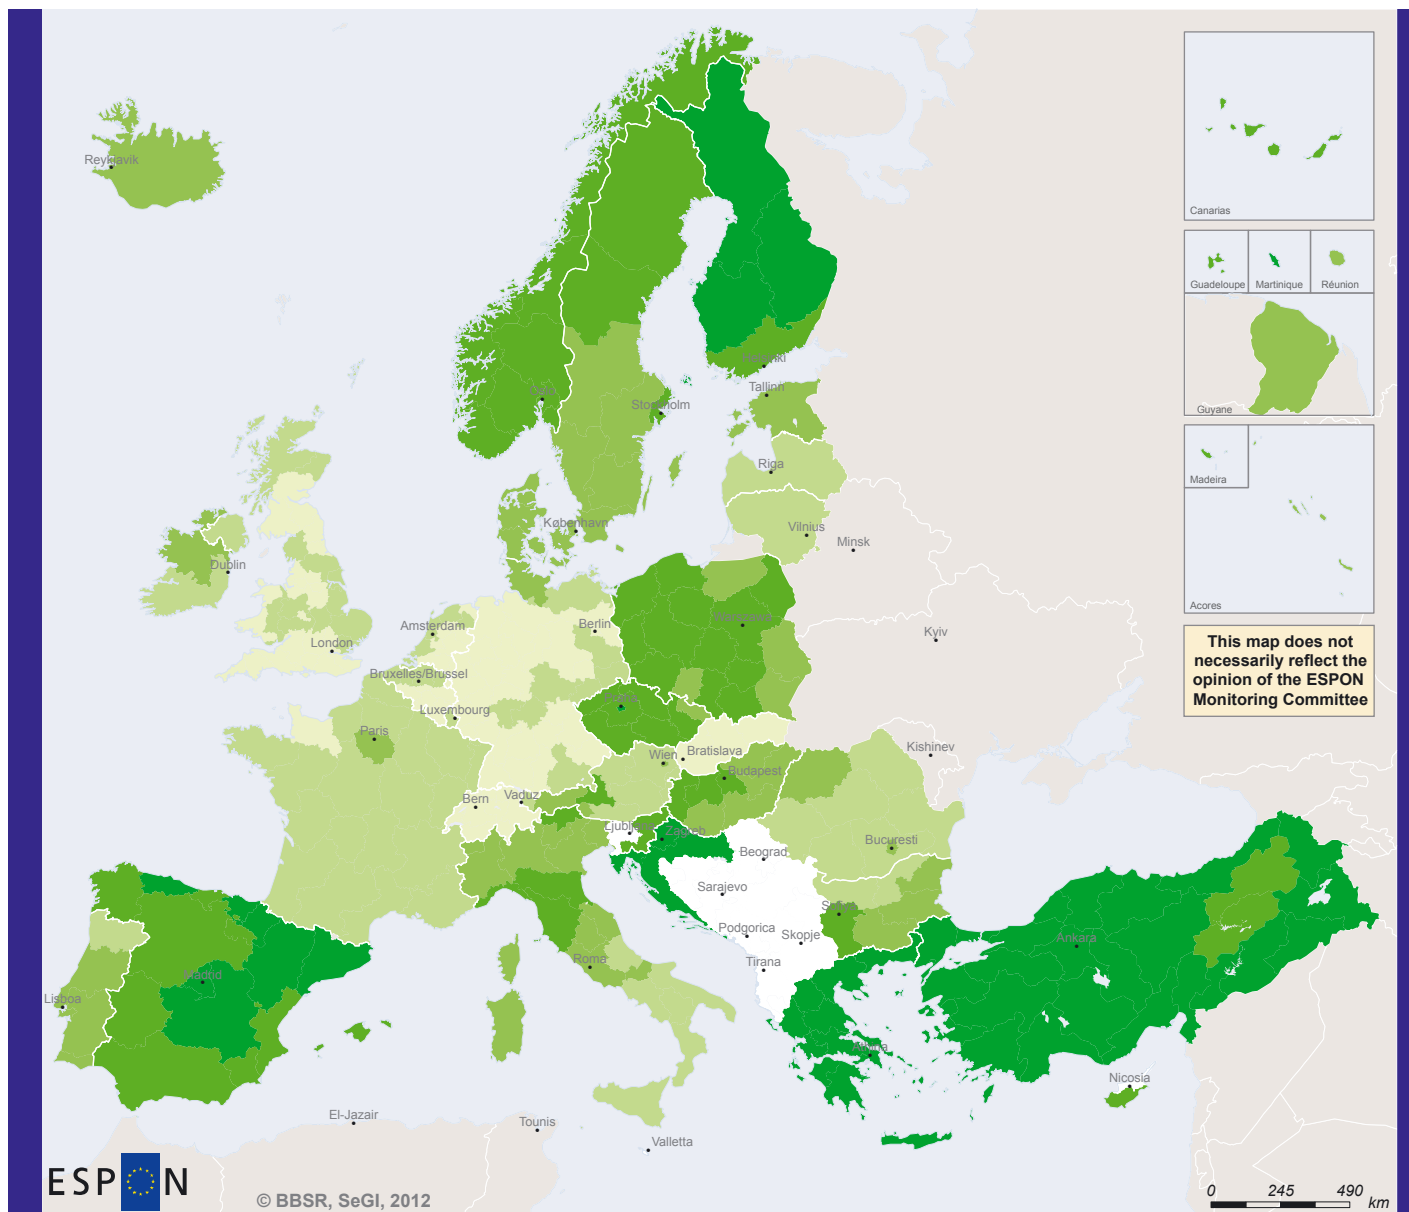 Reykjavik
Canarias
Guadeloupe
Martinique
Réunion
Guyane
Helsinki
Oslo
Stockholm
Tallinn
Riga
Madeira
Acores
København
Vilnius
Minsk
Dublin
Amsterdam
Berlin
Warszawa
Kyiv
London
Bruxelles/Brussel
This map does not
necessarily reflect the
opinion of the ESPON
Monitoring Committee
Luxembourg
Praha
Paris
Wien
Bratislava
Kishinev
Budapest
Bern
Vaduz
Ljubljana
Zagreb
Beograd
Bucuresti
Sarajevo
Sofiya
Podgorica
Skopje
Ankara
Roma
Tirana
Madrid
Lisboa
Athina
Nicosia
El-Jazair
Tounis
Valletta
ESPON
© BBSR, SeGI, 2012
0 245 490
km